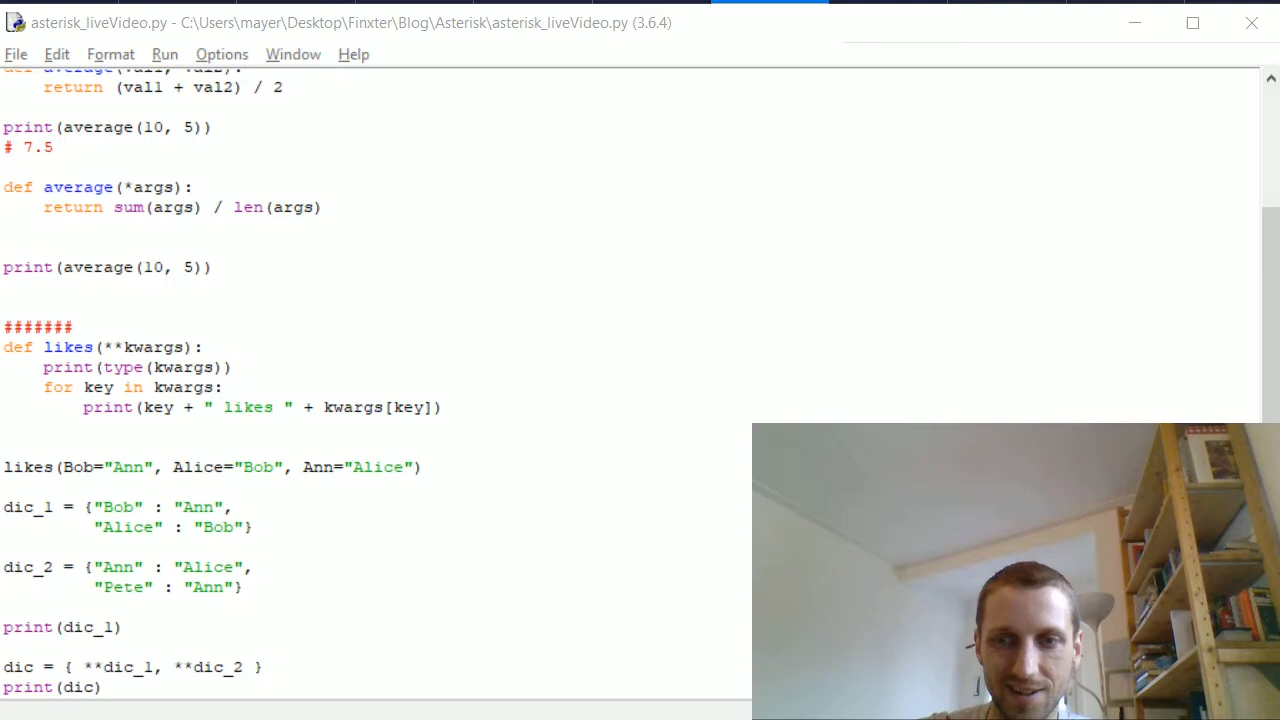 asterisk_liveVideo.py - C:\Users\mayer\Desktop\Finxter\Blog\Asterisk\asterisk_liveVideo.py (3.6.4)
File Edit Format Run Options Window Help
def average(val1, val2):
    return (val1 + val2) / 2
print(average(10, 5))
# 7.5
def average(*args):
    return sum(args) / len(args)
print(average(10, 5))
#######
def likes(**kwargs):
    print(type(kwargs))
    for key in kwargs:
        print(key + " likes " + kwargs[key])
likes(Bob="Ann", Alice="Bob", Ann="Alice")
dic_1 = {"Bob" : "Ann",
         "Alice" : "Bob"}
dic_2 = {"Ann" : "Alice",
         "Pete" : "Ann"}
print(dic_1)
dic = { **dic_1, **dic_2 }
print(dic)